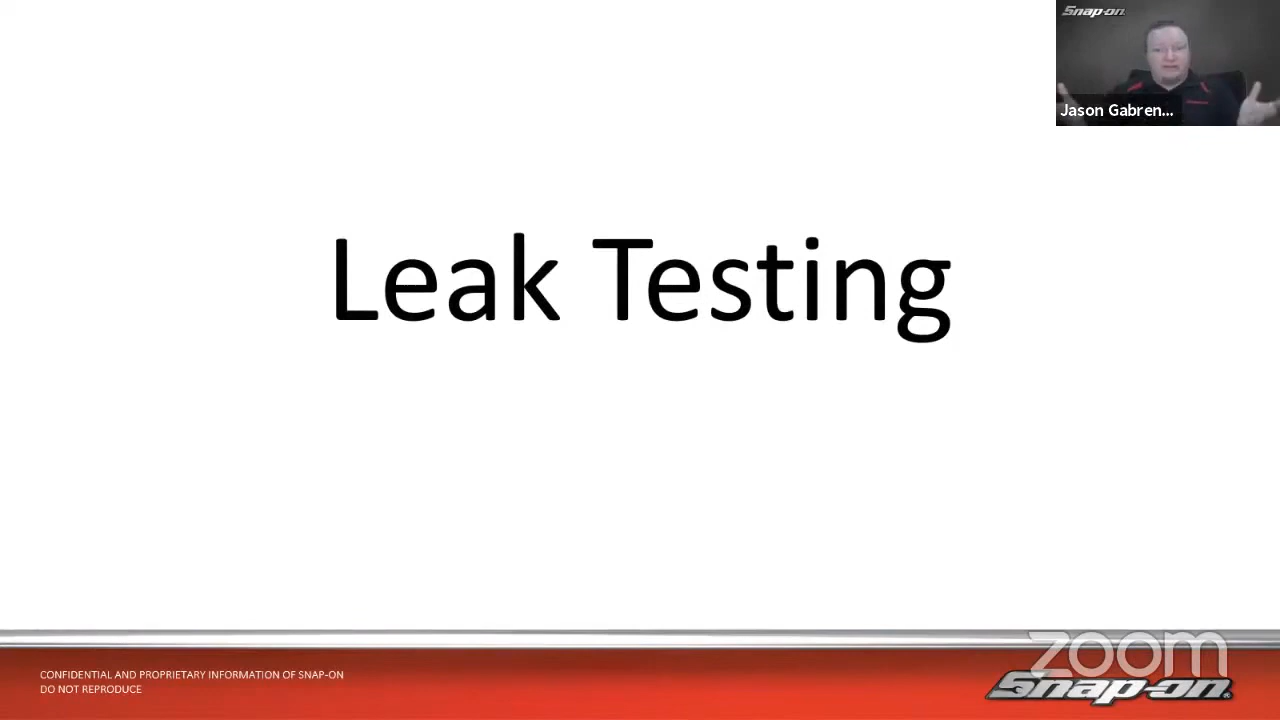 Snap-on
Jason Gabren...
Leak Testing
CONFIDENTIAL AND PROPRIETARY INFORMATION OF SNAP-ON
DO NOT REPRODUCE
zoom
Snap-on